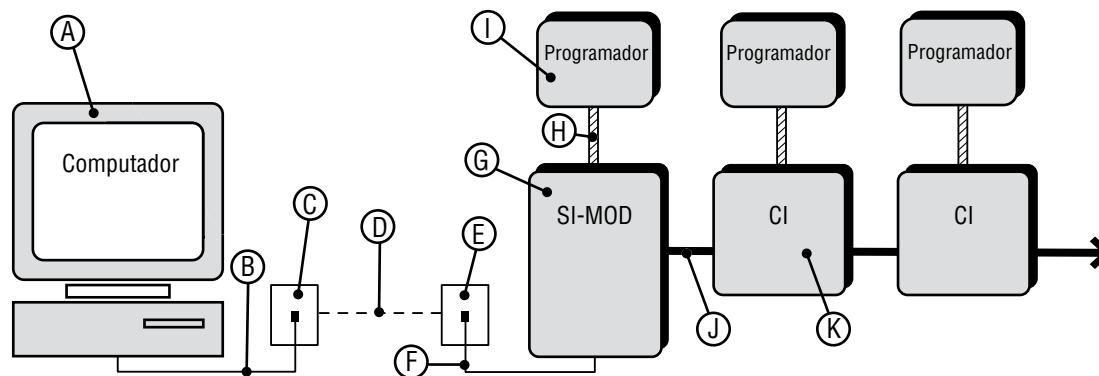 A
I
Programador
Programador
Programador
H
G
Computador
SI-MOD
CI
CI
C
D
E
B
J
K
F